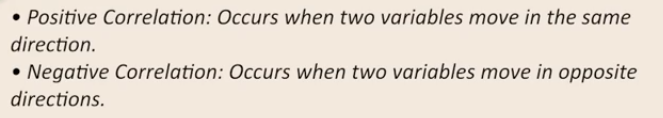 • Positive Correlation: Occurs when two variables move in the same
direction.
• Negative Correlation: Occurs when two variables move in opposite
directions.